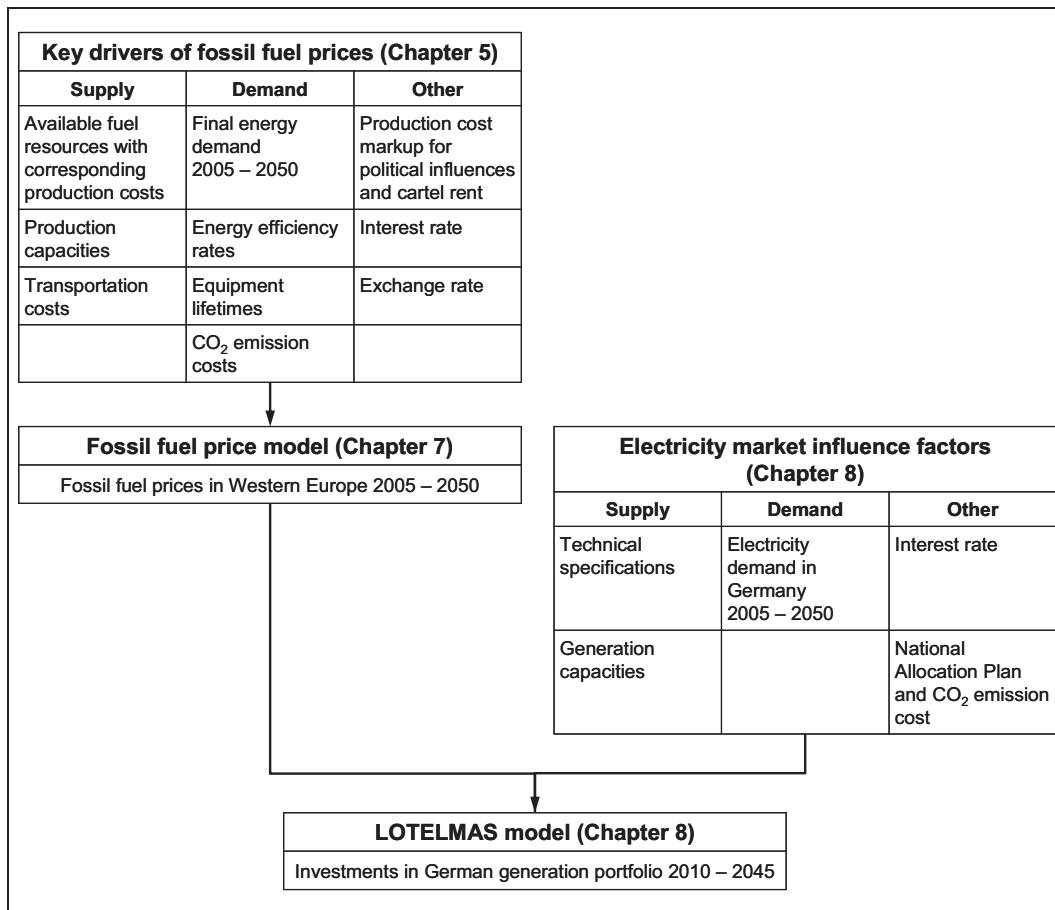 Key drivers of fossil fuel prices (Chapter 5)
Supply
Demand
Other
Available fuel
resources with
corresponding
production costs
Final energy
demand
2005 – 2050
Production cost
markup for
political influences
and cartel rent
Production
capacities
Energy efficiency
rates
Interest rate
Transportation
costs
Equipment
lifetimes
Exchange rate
CO2 emission
costs
Fossil fuel price model (Chapter 7)
Fossil fuel prices in Western Europe 2005 – 2050
Electricity market influence factors
(Chapter 8)
Supply
Demand
Other
Technical
specifications
Electricity
demand in
Germany
2005 – 2050
Interest rate
Generation
capacities
National
Allocation Plan
and CO2 emission
cost
LOTELMAS model (Chapter 8)
Investments in German generation portfolio 2010 – 2045